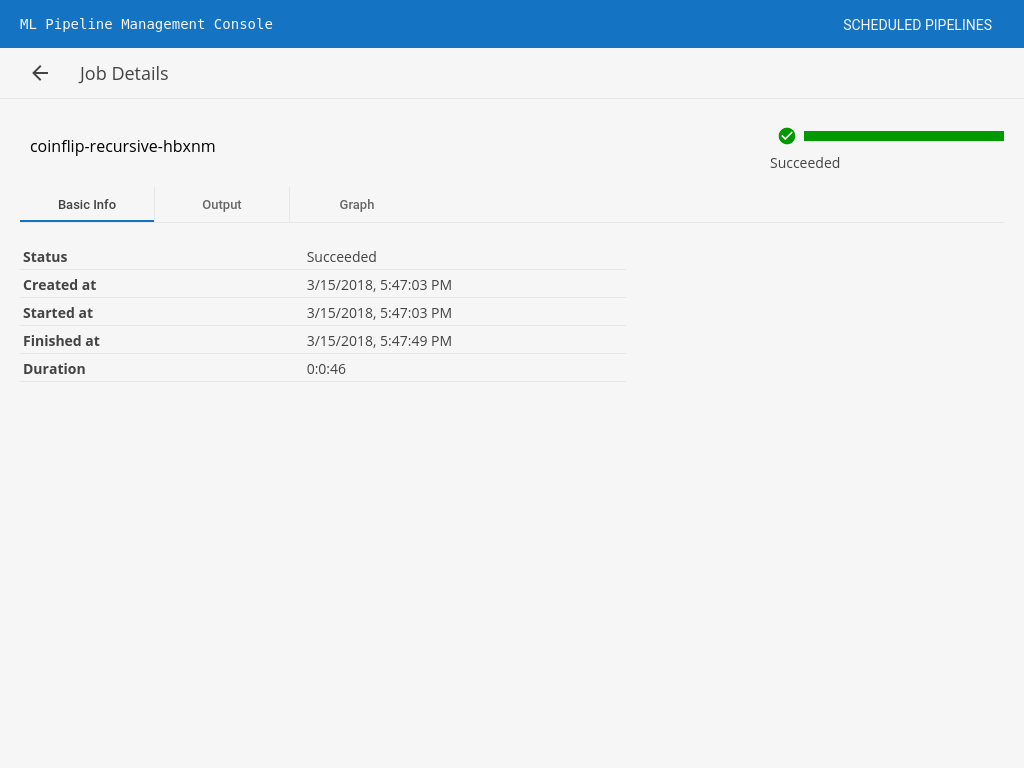 ML Pipeline Management Console
SCHEDULED PIPELINES
Job Details
coinflip-recursive-hbxnm
Succeeded
Basic Info
Output
Graph
Status Succeeded
Created at 3/15/2018, 5:47:03 PM
Started at 3/15/2018, 5:47:03 PM
Finished at 3/15/2018, 5:47:49 PM
Duration 0:0:46